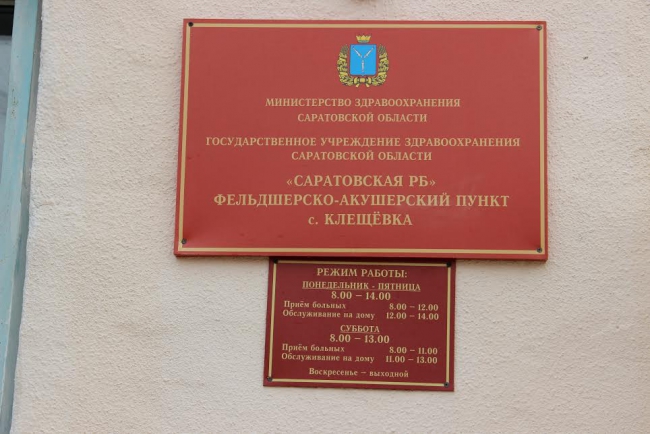 МИНИСТЕРСТВО ЗДРАВООХРАНЕНИЯ
САРАТОВСКОЙ ОБЛАСТИ
ГОСУДАРСТВЕННОЕ УЧРЕЖДЕНИЕ ЗДРАВООХРАНЕНИЯ
САРАТОВСКОЙ ОБЛАСТИ
«САРАТОВСКАЯ РБ»
ФЕЛЬДШЕРСКО-АКУШЕРСКИЙ ПУНКТ
с. КЛЕЩЁВКА
РЕЖИМ РАБОТЫ:
ПОНЕДЕЛЬНИК - ПЯТНИЦА
8.00 – 14.00
Приём больных 8.00 – 12.00
Обслуживание на дому 12.00 – 14.00
СУББОТА
8.00 – 13.00
Приём больных 8.00 – 11.00
Обслуживание на дому 11.00 – 13.00
Воскресенье – выходной